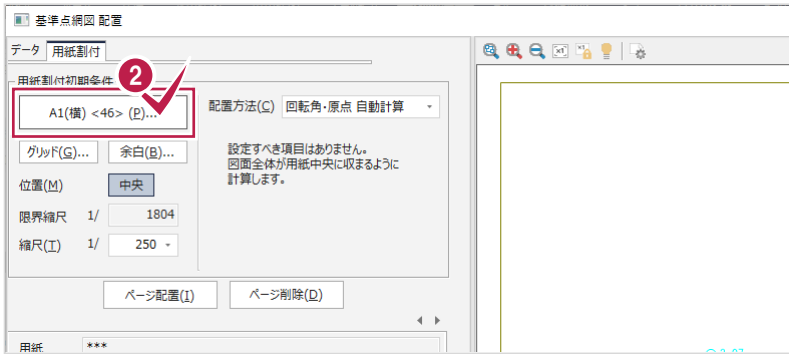 基準点網図 配置
データ 用紙割付
用紙割付初期条件
2
A1(横) <46> (P)...
配置方法(C) 回転角・原点 自動計算
グリッド(G)... 余白(B)...
設定すべき項目はありません。
図面全体が用紙中央に収まるように
計算します。
位置(M) 中央
限界縮尺 1/ 1804
縮尺(T) 1/ 250
ページ配置(I) ページ削除(D)
用紙 ***